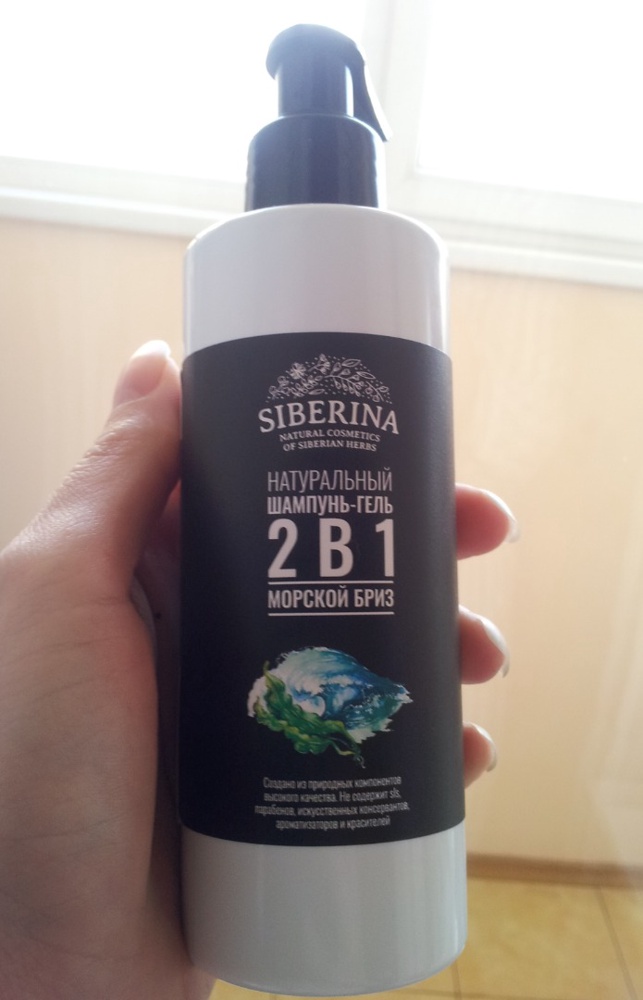 SIBERINA
NATURAL COSMETICS
OF SIBERIAN HERBS
НАТУРАЛЬНЫЙ
ШАМПУНЬ-ГЕЛЬ
2 В 1
МОРСКОЙ БРИЗ
Создано из природных компонентов
высокого качества. Не содержит sls,
парабенов, искусственных консервантов,
ароматизаторов и красителей